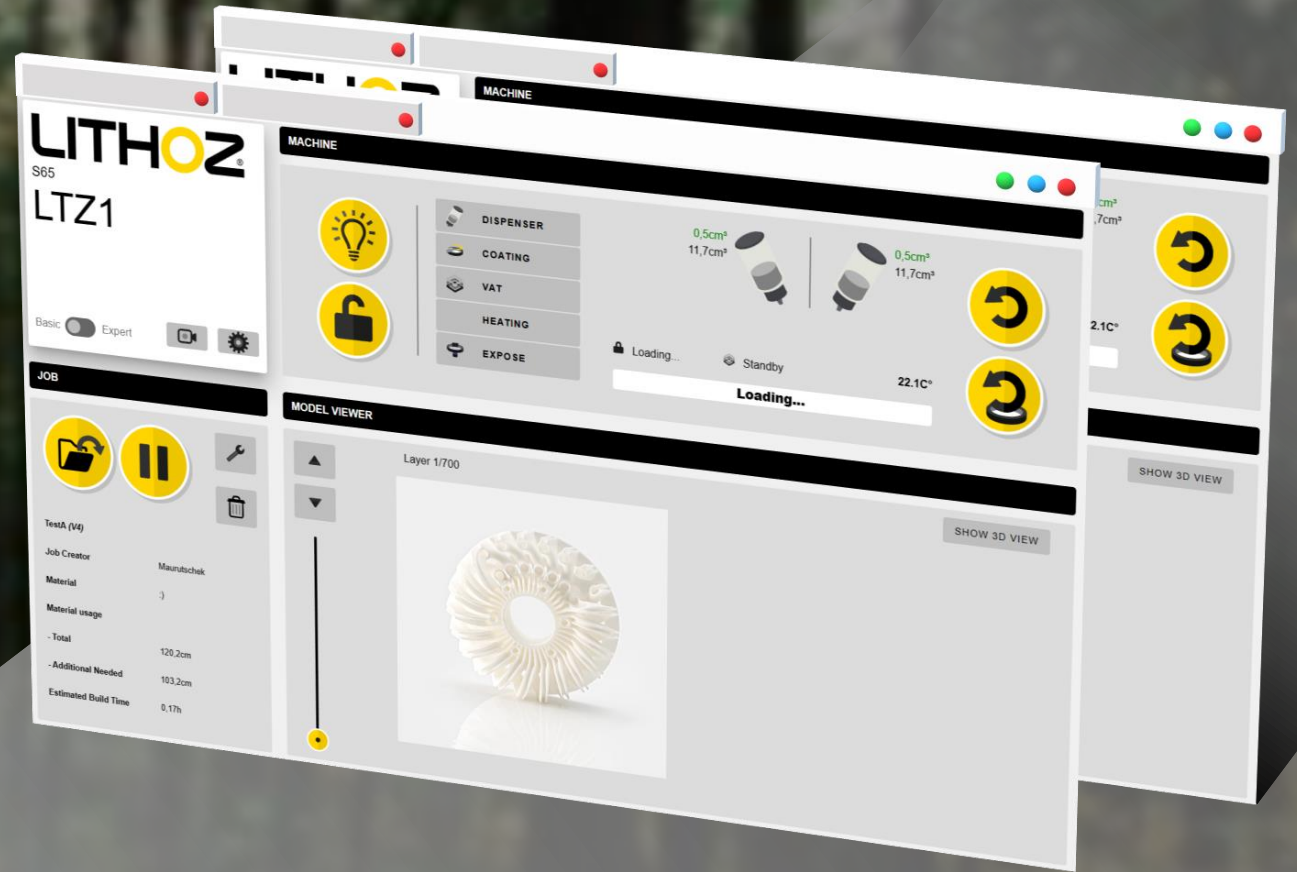 LITHOZ®
S65
LTZ1
Basic Expert
MACHINE
DISPENSER
COATING
VAT
HEATING
EXPOSE
0,5cm³
11,7cm³
0,5cm³
11,7cm³
Loading...
Standby
22.1C°
Loading...
JOB
TestA (V4)
Job Creator Maurutschek
Material ;)
Material usage
- Total 120,2cm
- Additional Needed 103,2cm
Estimated Build Time 0,17h
MODEL VIEWER
Layer 1/700
SHOW 3D VIEW
MACHINE
cm³
,7cm³
2.1C°
SHOW 3D VIEW